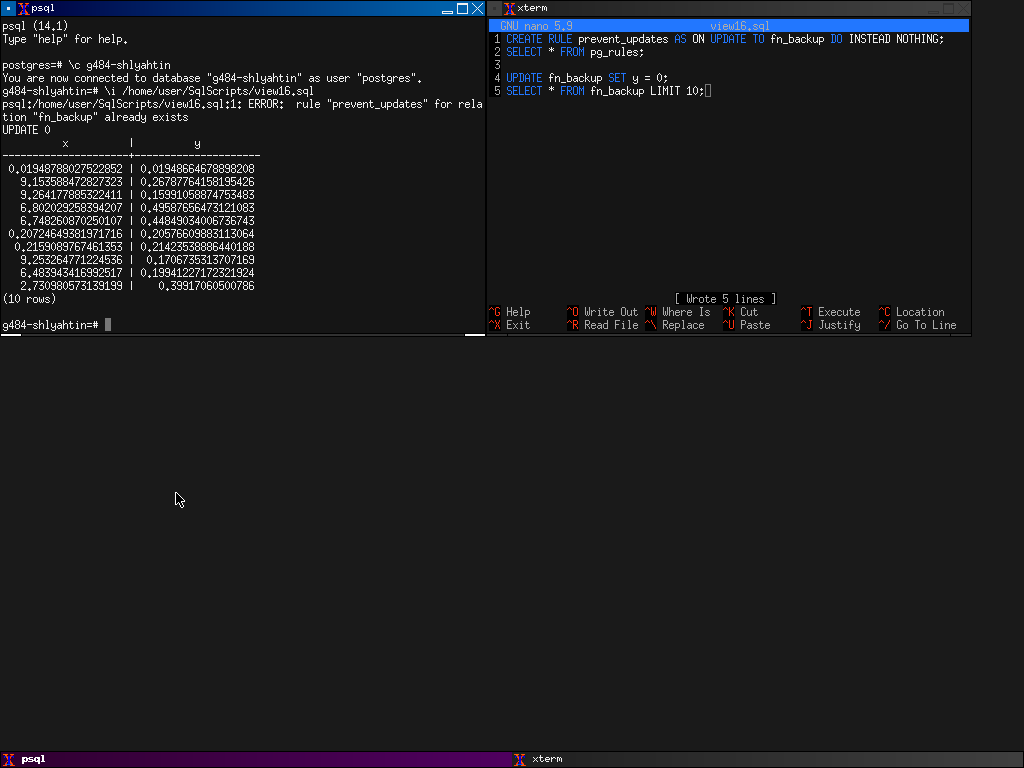 psql
psql (14.1)
Type "help" for help.

postgres=# \c g484-shlyahtin
You are now connected to database "g484-shlyahtin" as user "postgres".
g484-shlyahtin=# \i /home/user/SqlScripts/view16.sql
psql:/home/user/SqlScripts/view16.sql:1: ERROR:  rule "prevent_updates" for rela
tion "fn_backup" already exists
UPDATE 0
          x          |          y
---------------------+---------------------
 0.01948788027522852 | 0.01948664678898208
   9.153588472827323 | 0.26787764158195426
   9.264177885322411 | 0.15991058874753483
   6.802029258394207 | 0.49587656473121083
   6.748260870250107 | 0.44849034006736743
 0.20724649381971716 | 0.20576609883113064
  0.2159089767461353 | 0.21423538886440188
   9.253264771224536 |  0.1706735313707169
   6.483943416992517 | 0.19941227172321924
   2.730980573139199 |    0.39917060500786
(10 rows)

g484-shlyahtin=#
xterm
GNU nano 5.9 view16.sql
1 CREATE RULE prevent_updates AS ON UPDATE TO fn_backup DO INSTEAD NOTHING;
2 SELECT * FROM pg_rules;
3
4 UPDATE fn_backup SET y = 0;
5 SELECT * FROM fn_backup LIMIT 10;
[ Wrote 5 lines ]
^G Help ^O Write Out ^W Where Is ^K Cut ^T Execute ^C Location
^X Exit ^R Read File ^\ Replace ^U Paste ^J Justify ^/ Go To Line
psql
xterm